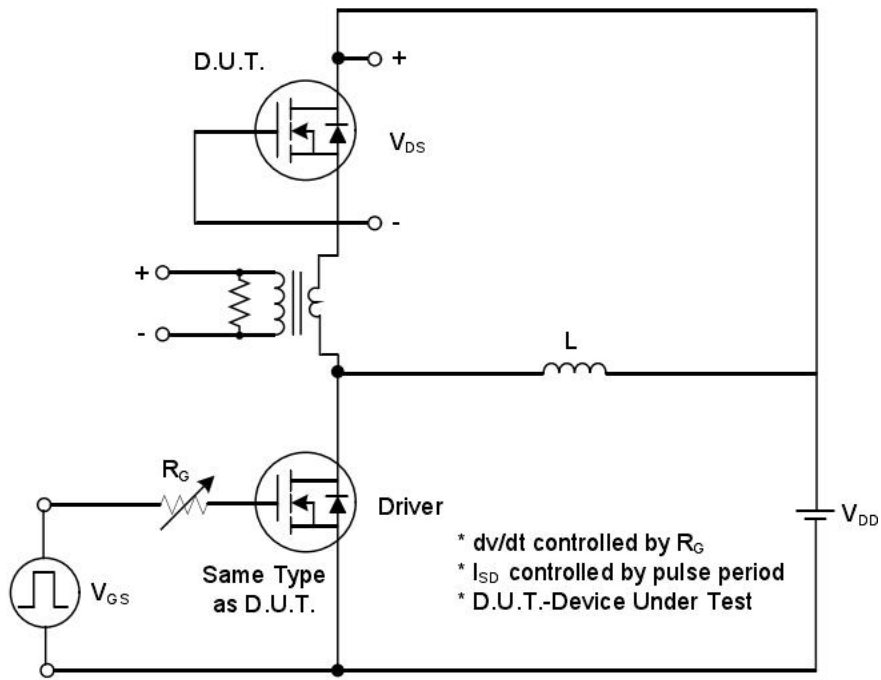 D.U.T.
+
V_DS
-
+
-
L
R_G
Driver
V_DD
V_GS
Same Type
as D.U.T.
* dv/dt controlled by R_G
* I_SD controlled by pulse period
* D.U.T.-Device Under Test